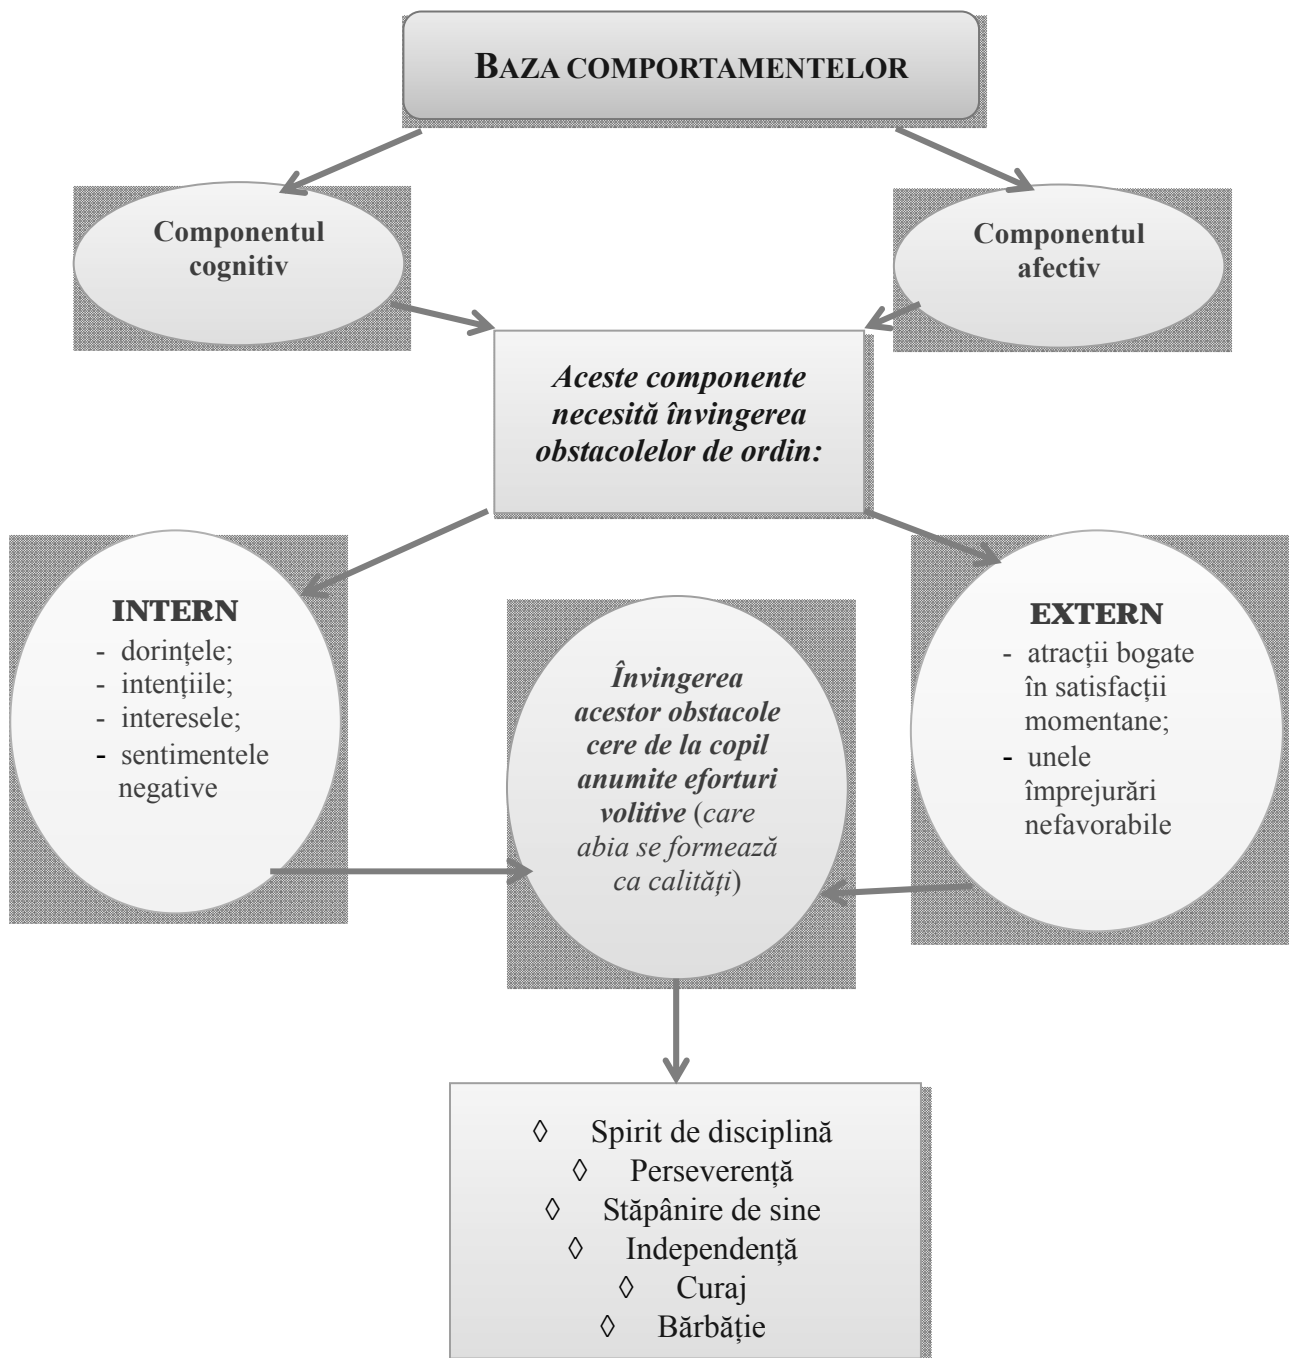 BAZA COMPORTAMENTELOR
Componentul
cognitiv
Componentul
afectiv
Aceste componente
necesită învingerea
obstacolelor de ordin:
INTERN
- dorințele;
- intențiile;
- interesele;
- sentimentele
negative
EXTERN
- atracții bogate
în satisfacții
momentane;
- unele
împrejurări
nefavorabile
Învingerea
acestor obstacole
cere de la copil
anumite eforturi
volitive (care
abia se formează
ca calități)
◊ Spirit de disciplină
◊ Perseverență
◊ Stăpânire de sine
◊ Independență
◊ Curaj
◊ Bărbăție